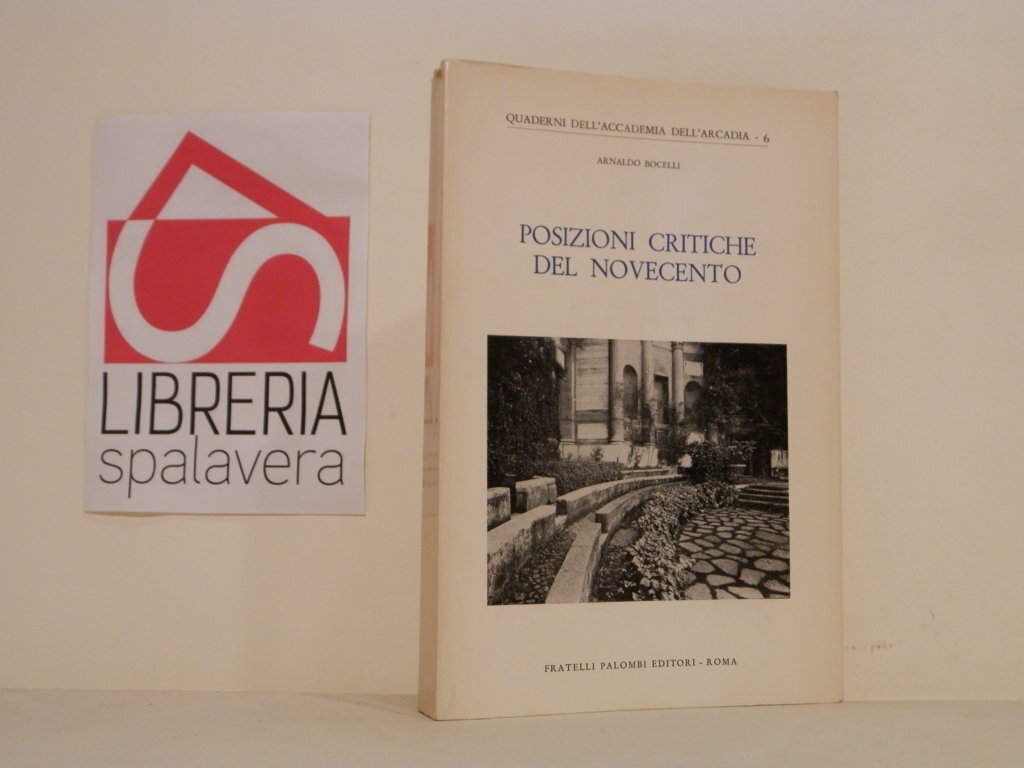 LIBRERIA
spalavera
QUADERNI DELL'ACCADEMIA DELL'ARCADIA - 6
ARNALDO BOCELLI
POSIZIONI CRITICHE
DEL NOVECENTO
FRATELLI PALOMBI EDITORI - ROMA